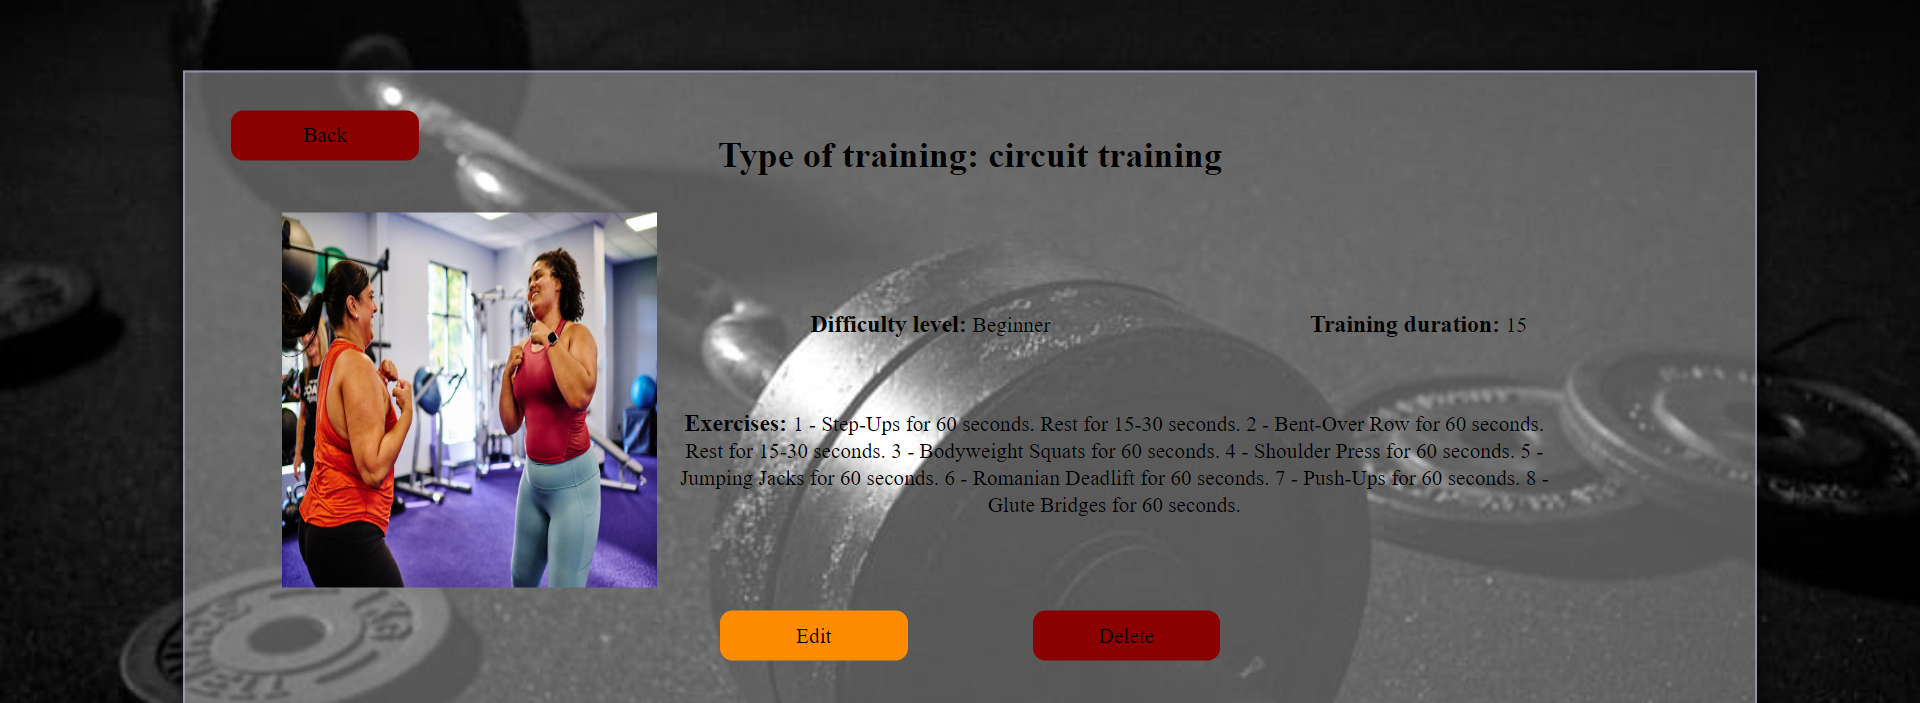 Back
Type of training: circuit training
Difficulty level: Beginner
Training duration: 15
Exercises: 1 - Step-Ups for 60 seconds. Rest for 15-30 seconds. 2 - Bent-Over Row for 60 seconds.
Rest for 15-30 seconds. 3 - Bodyweight Squats for 60 seconds. 4 - Shoulder Press for 60 seconds. 5 -
Jumping Jacks for 60 seconds. 6 - Romanian Deadlift for 60 seconds. 7 - Push-Ups for 60 seconds. 8 -
Glute Bridges for 60 seconds.
Edit
Delete